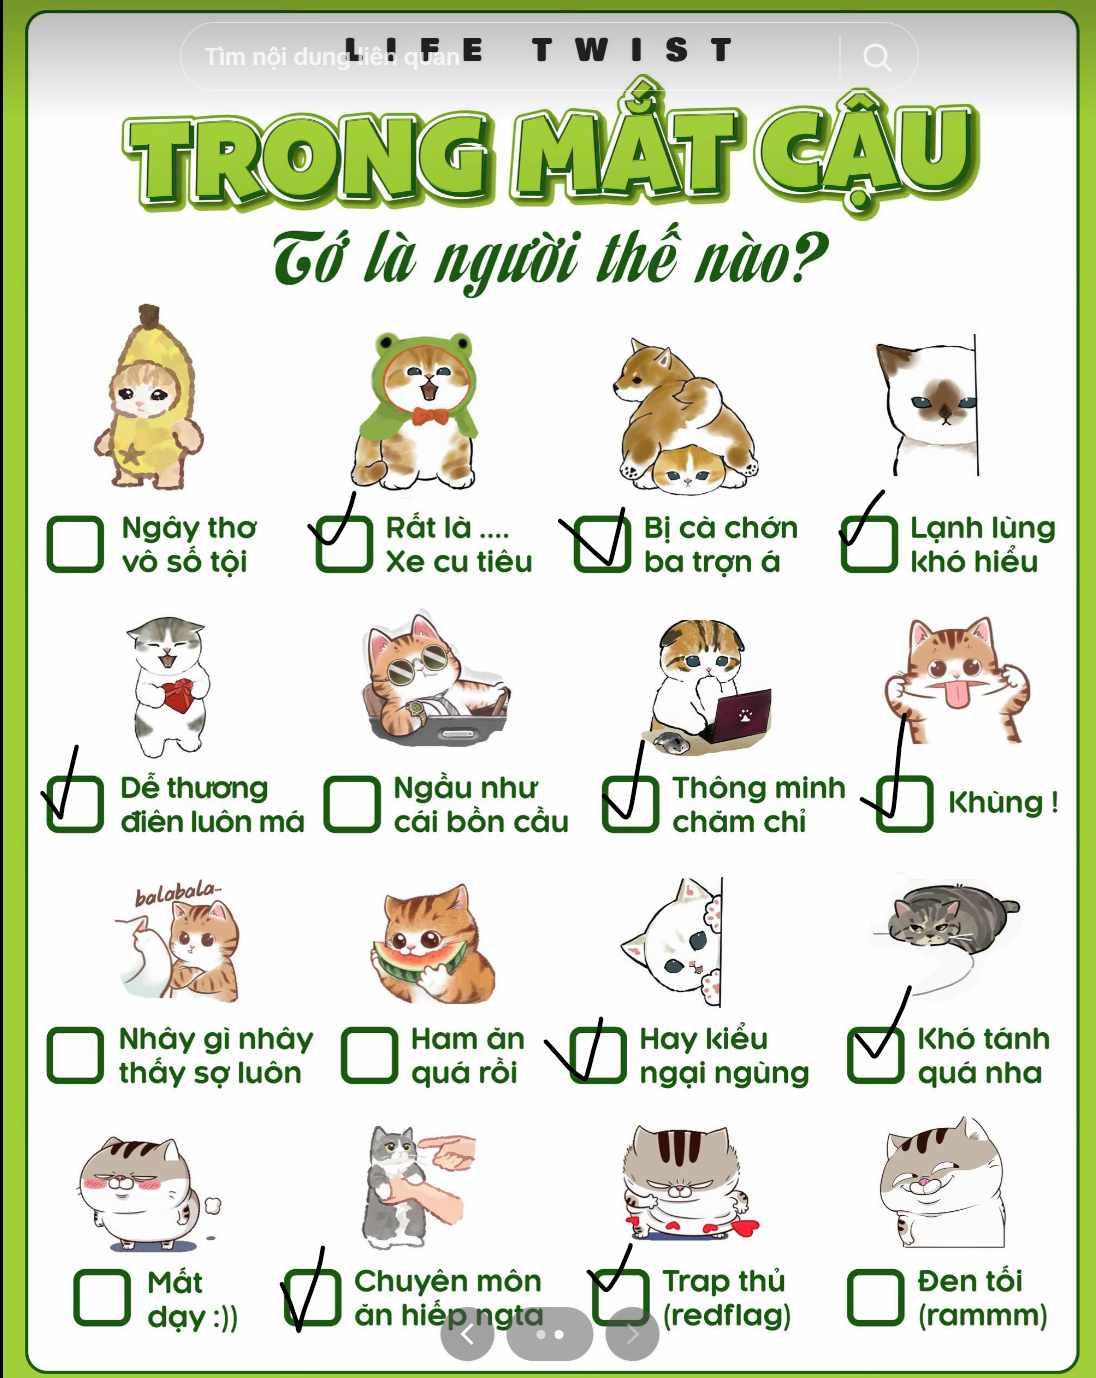 LIFE TWIST
Tìm nội dung liên quan
TRONG MẮT CẬU
Tớ là người thế nào?
Ngây thơ
vô số tội
Rất là ....
Xe cu tiêu
Bị cà chớn
ba trợn á
Lạnh lùng
khó hiểu
Dễ thương
điên luôn má
Ngầu như
cái bồn cầu
Thông minh
chăm chỉ
Khùng !
balabala...
Nhây gì nhây
thấy sợ luôn
Ham ăn
quá rồi
Hay kiểu
ngại ngùng
Khó tánh
quá nha
Mất
dạy :))
Chuyên môn
ăn hiếp ngta
Trap thủ
(redflag)
Đen tối
(rammm)